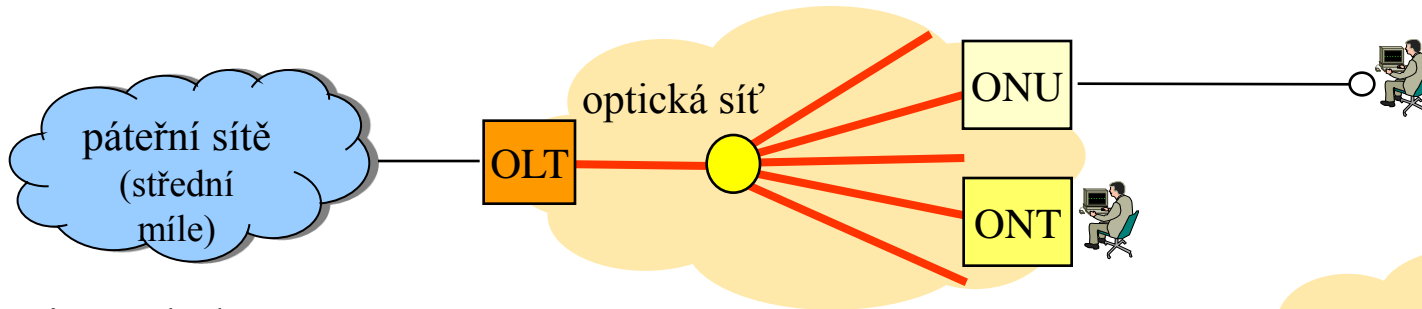 páteřní sítě
(střední
míle)
OLT
optická síť
ONU
ONT